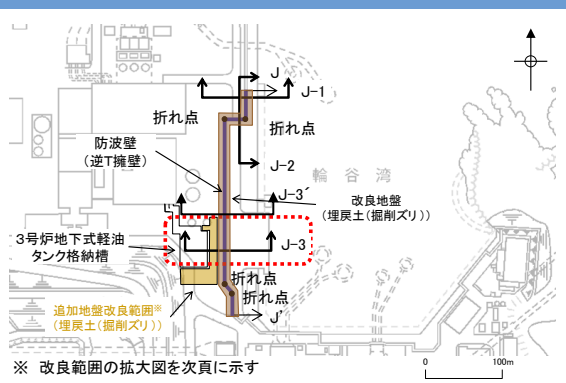 J
J-1
折れ点
折れ点
防波壁
(逆T擁壁)
J-2
輪谷湾
J-3´
改良地盤
(埋戻土(掘削ズリ))
3号炉地下式軽油
タンク格納槽
J-3
折れ点
折れ点
追加地盤改良範囲※
(埋戻土(掘削ズリ))
J'
※ 改良範囲の拡大図を次頁に示す
0 100m